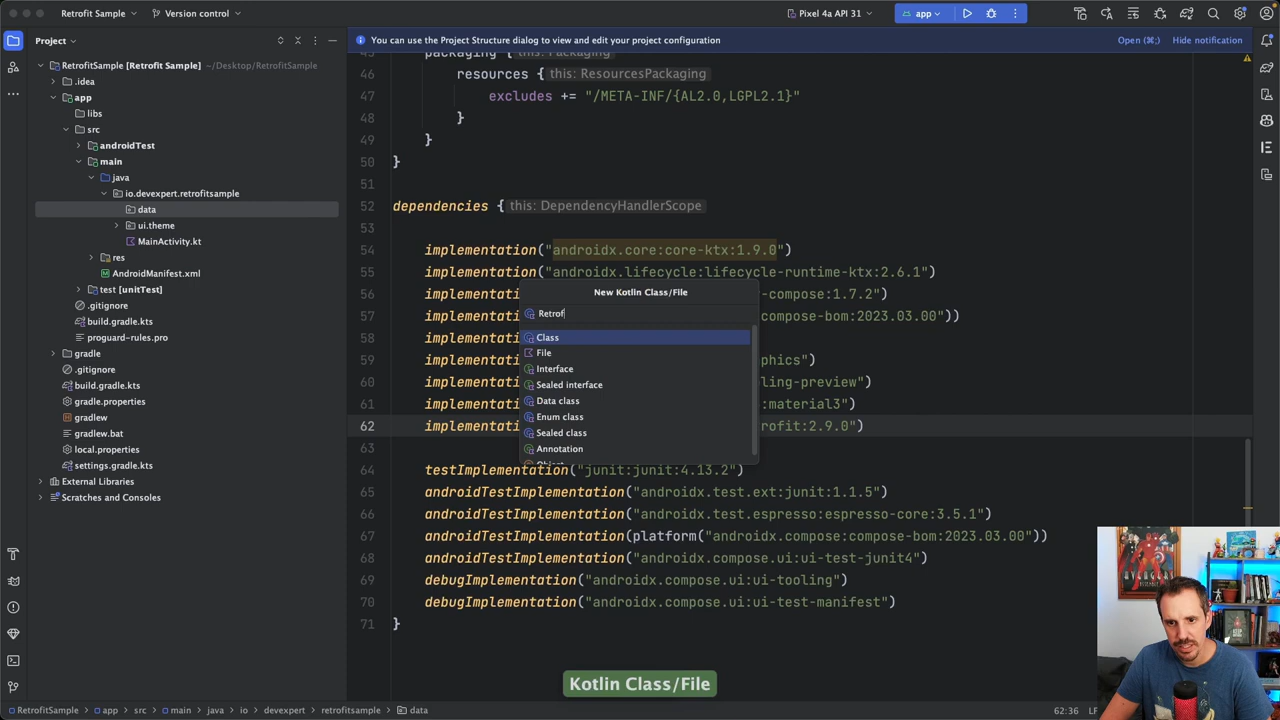 Retrofit Sample
Version control
Pixel 4a API 31
app
Project
You can use the Project Structure dialog to view and edit your project configuration
Open (⌘;)
Hide notification
RetrofitSample [Retrofit Sample] ~/Desktop/RetrofitSample
.idea
app
libs
src
androidTest
main
java
io.devexpert.retrofitsample
data
ui.theme
MainActivity.kt
res
AndroidManifest.xml
test [unitTest]
.gitignore
build.gradle.kts
proguard-rules.pro
gradle
.gitignore
build.gradle.kts
gradle.properties
gradlew
gradlew.bat
local.properties
settings.gradle.kts
External Libraries
Scratches and Consoles
45 packaging { this: Packaging
46 resources { this: ResourcesPackaging
47 excludes += "/META-INF/{AL2.0,LGPL2.1}"
48 }
49 }
50 }
51
52 dependencies { this: DependencyHandlerScope
53
54 implementation("androidx.core:core-ktx:1.9.0")
55 implementation("androidx.lifecycle:lifecycle-runtime-ktx:2.6.1")
56 implementati y-compose:1.7.2")
57 implementati compose-bom:2023.03.00"))
58 implementati
59 implementati phics")
60 implementati ling-preview")
61 implementati :material3")
62 implementati rofit:2.9.0")
63
64 testImplementation("junit:junit:4.13.2")
65 androidTestImplementation("androidx.test.ext:junit:1.1.5")
66 androidTestImplementation("androidx.test.espresso:espresso-core:3.5.1")
67 androidTestImplementation(platform("androidx.compose:compose-bom:2023.03.00"))
68 androidTestImplementation("androidx.compose.ui:ui-test-junit4")
69 debugImplementation("androidx.compose.ui:ui-tooling")
70 debugImplementation("androidx.compose.ui:ui-test-manifest")
71 }
New Kotlin Class/File
Retrof
Class
File
Interface
Sealed interface
Data class
Enum class
Sealed class
Annotation
Object
Kotlin Class/File
RetrofitSample > app > src > main > java > io > devexpert > retrofitsample > data
62:36